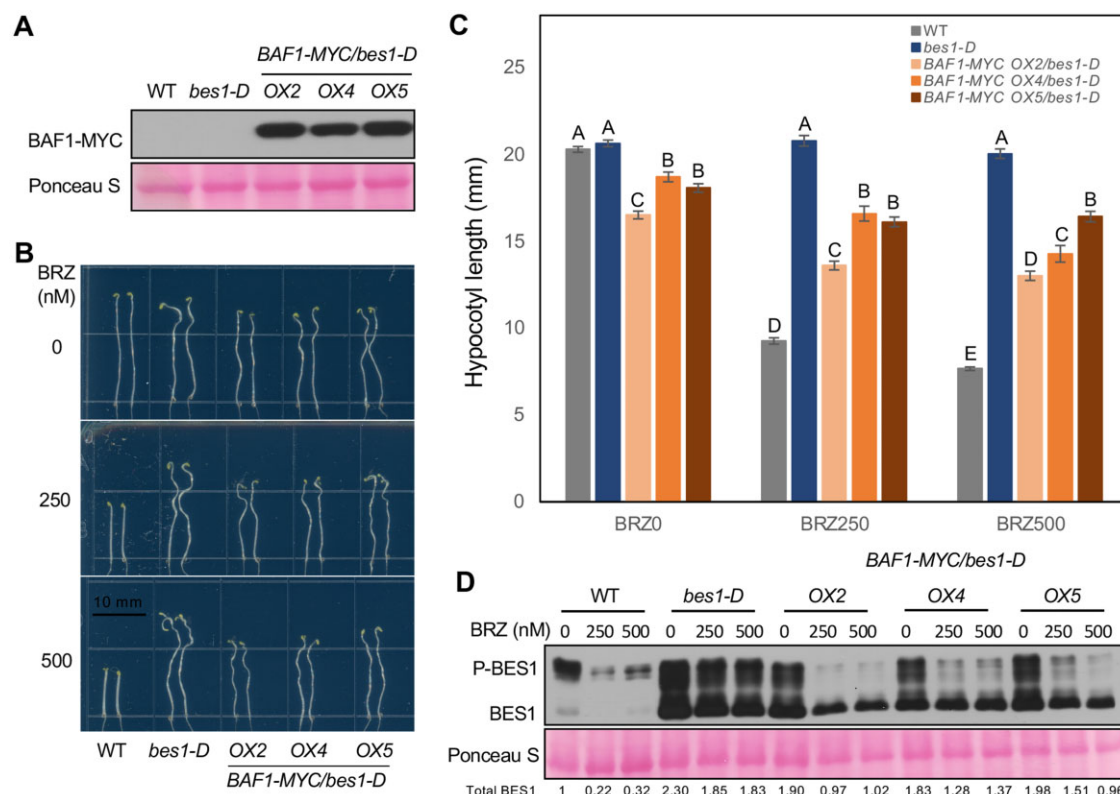 A
BAF1-MYC/bes1-D
WT bes1-D OX2 OX4 OX5
BAF1-MYC
Ponceau S
B
BRZ
(nM)
0
250
10 mm
500
WT bes1-D OX2 OX4 OX5
BAF1-MYC/bes1-D
C
WT
bes1-D
BAF1-MYC OX2/bes1-D
BAF1-MYC OX4/bes1-D
BAF1-MYC OX5/bes1-D
Hypocotyl length (mm)
25
20
15
10
5
0
A A C B B
D A C B B
E A D C B
BRZ0 BRZ250 BRZ500
D
BAF1-MYC/bes1-D
WT bes1-D OX2 OX4 OX5
BRZ (nM) 0 250 500 0 250 500 0 250 500 0 250 500 0 250 500
P-BES1
BES1
Ponceau S
Total BES1 1 0.22 0.32 2.30 1.85 1.83 1.90 0.97 1.02 1.83 1.28 1.37 1.98 1.51